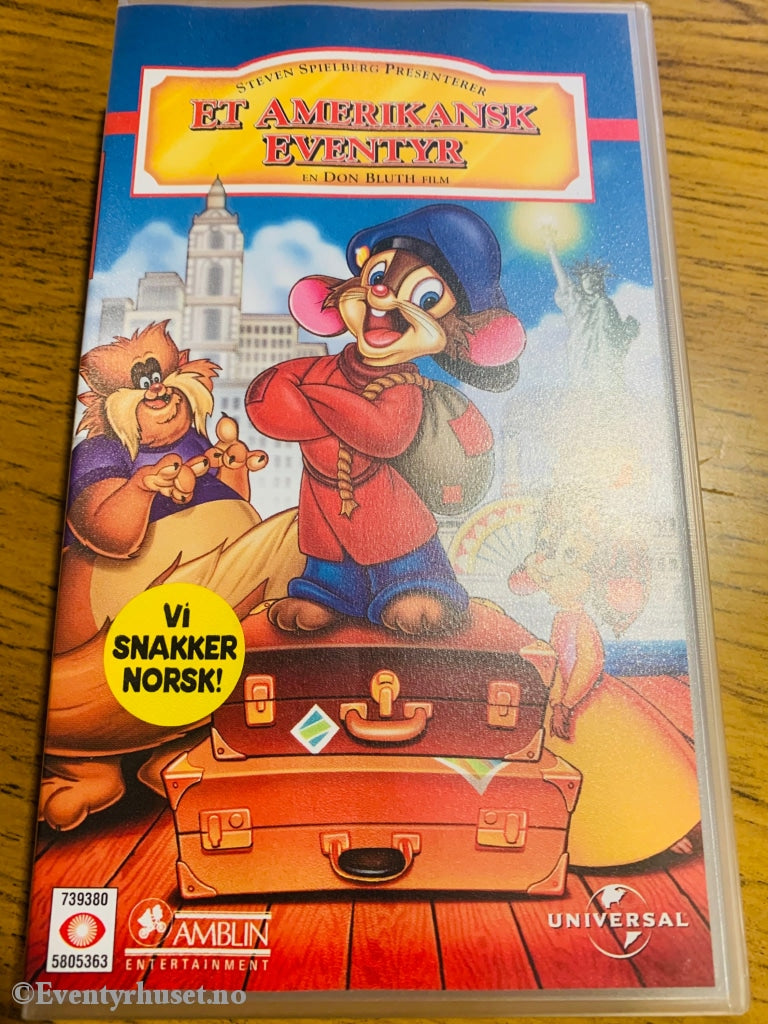 STEVEN SPIELBERG PRESENTERER
ET AMERIKANSK
EVENTYR
EN DON BLUTH FILM
Vi
SNAKKER
NORSK!
739380
5805363
AMBLIN
ENTERTAINMENT
UNIVERSAL
©Eventyrhuset.no